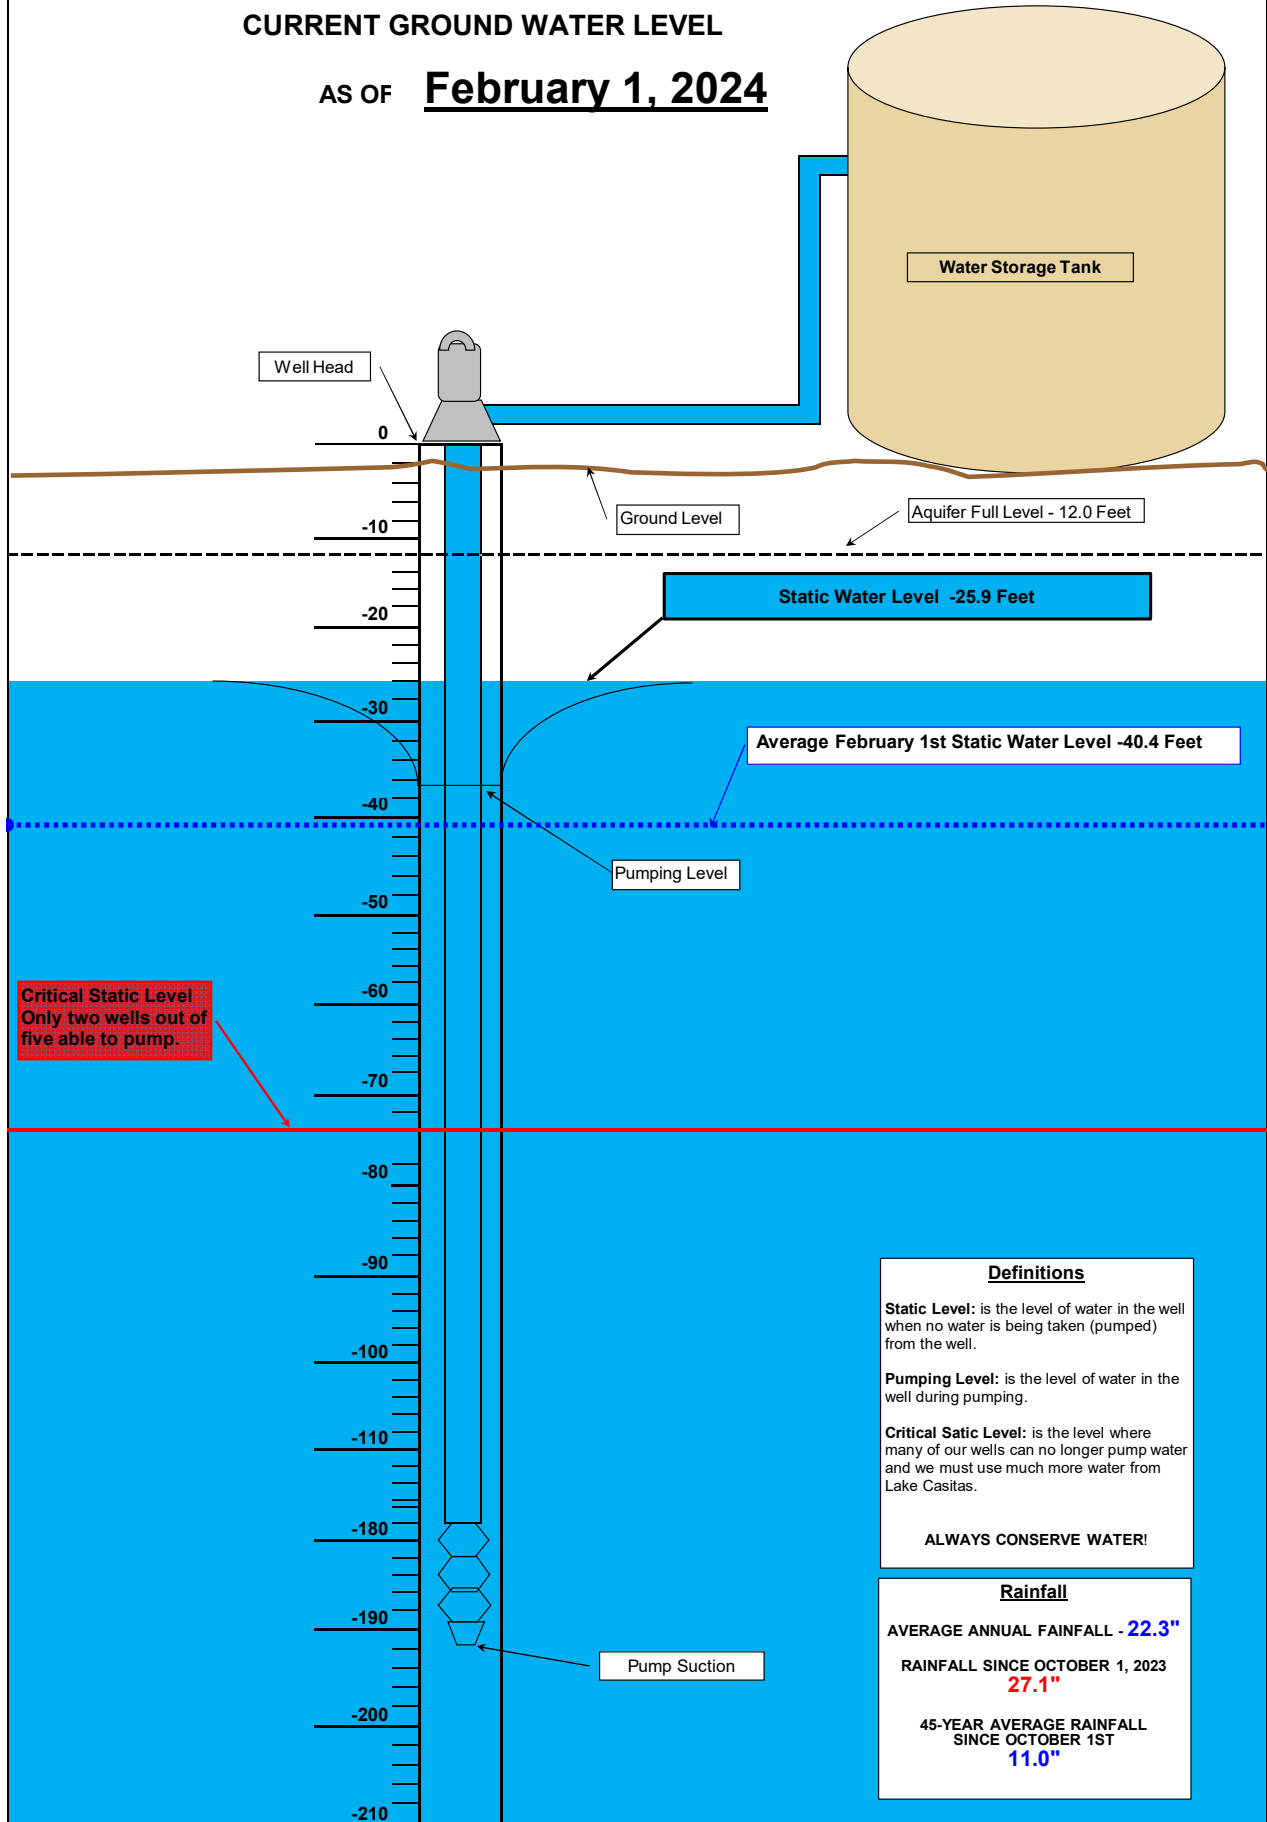 CURRENT GROUND WATER LEVEL
AS OF February 1, 2024
Water Storage Tank
Well Head
0
Ground Level
Aquifer Full Level - 12.0 Feet
-10
Static Water Level -25.9 Feet
-20
-30
Average February 1st Static Water Level -40.4 Feet
-40
Pumping Level
-50
Critical Static Level
Only two wells out of
five able to pump.
-60
-70
-80
-90
-100
-110
-180
-190
-200
-210
Pump Suction
Definitions
Static Level: is the level of water in the well
when no water is being taken (pumped)
from the well.
Pumping Level: is the level of water in the
well during pumping.
Critical Satic Level: is the level where
many of our wells can no longer pump water
and we must use much more water from
Lake Casitas.
ALWAYS CONSERVE WATER!
Rainfall
AVERAGE ANNUAL FAINFALL - 22.3"
RAINFALL SINCE OCTOBER 1, 2023
27.1"
45-YEAR AVERAGE RAINFALL
SINCE OCTOBER 1ST
11.0"